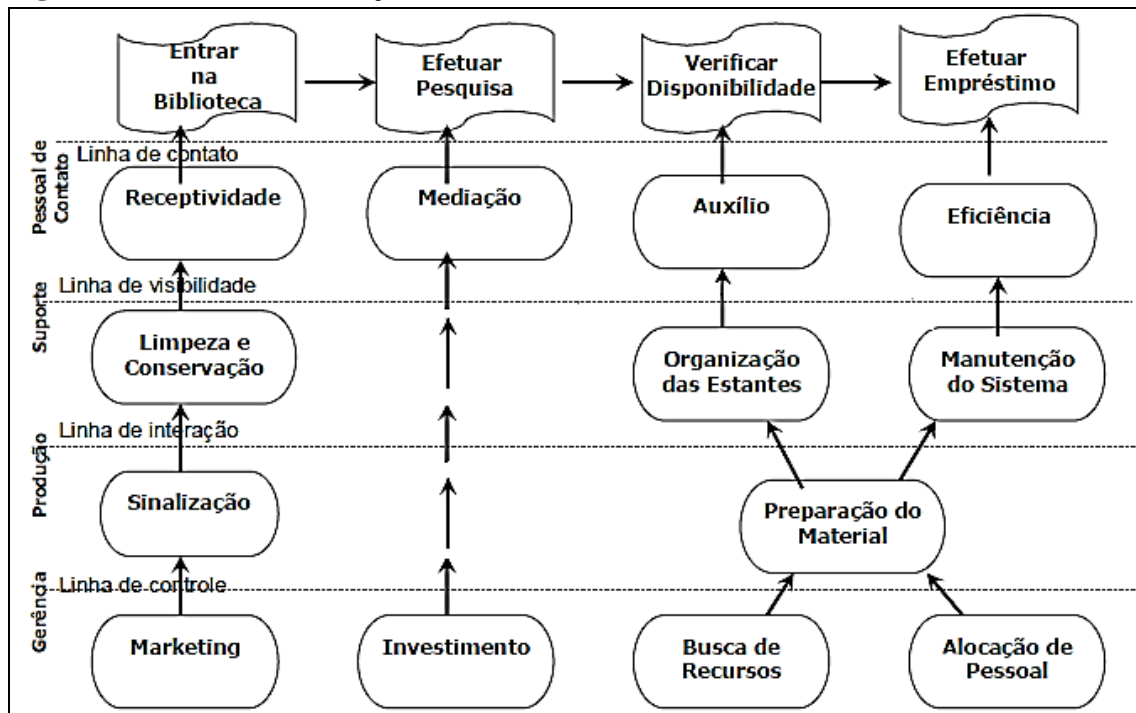 Entrar
na
Biblioteca
Efetuar
Pesquisa
Verificar
Disponibilidade
Efetuar
Empréstimo
Linha de contato
Pessoal de
Contato
Receptividade
Mediação
Auxílio
Eficiência
Linha de visibilidade
Suporte
Limpeza e
Conservação
Organização
das Estantes
Manutenção
do Sistema
Linha de interação
Produção
Sinalização
Preparação do
Material
Linha de controle
Gerência
Marketing
Investimento
Busca de
Recursos
Alocação de
Pessoal